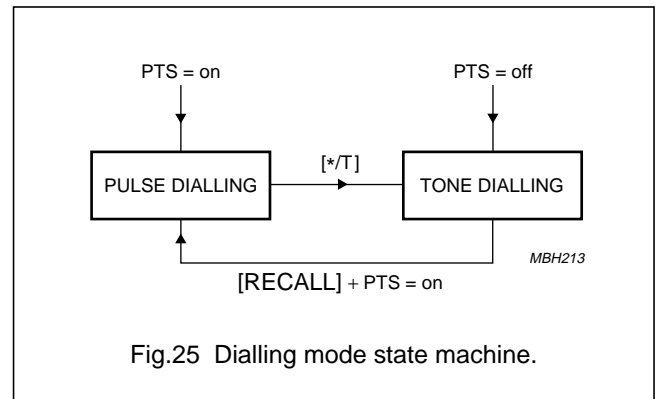 PTS = on
PTS = off
PULSE DIALLING
[*/T]
TONE DIALLING
MBH213
[RECALL] + PTS = on
Fig.25 Dialling mode state machine.